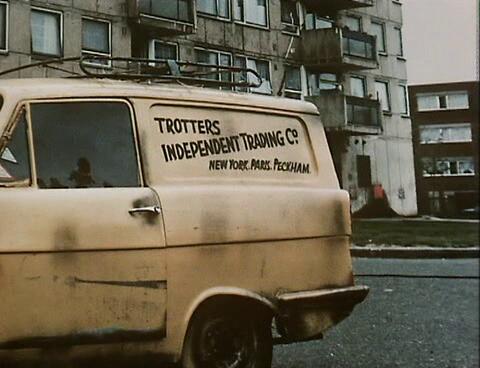 TROTTERS
INDEPENDENT TRADING CO
NEW YORK. PARIS. PECKHAM.